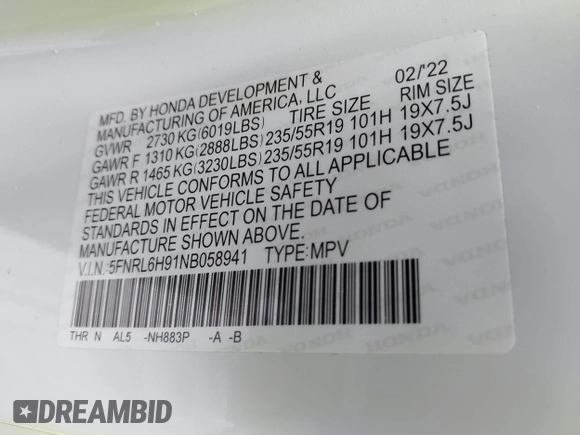 MFD. BY HONDA DEVELOPMENT & MANUFACTURING OF AMERICA, LLC 02/'22
GVWR 2730 KG(6019LBS) TIRE SIZE RIM SIZE
GAWR F 1310 KG(2888LBS) 235/55R19 101H 19X7.5J
GAWR R 1465 KG(3230LBS) 235/55R19 101H 19X7.5J
THIS VEHICLE CONFORMS TO ALL APPLICABLE
FEDERAL MOTOR VEHICLE SAFETY
STANDARDS IN EFFECT ON THE DATE OF
MANUFACTURE SHOWN ABOVE.
V.I.N.:5FNRL6H91NB058941 TYPE:MPV
THR N AL5 -NH883P -A -B
HONDA
DREAMBID